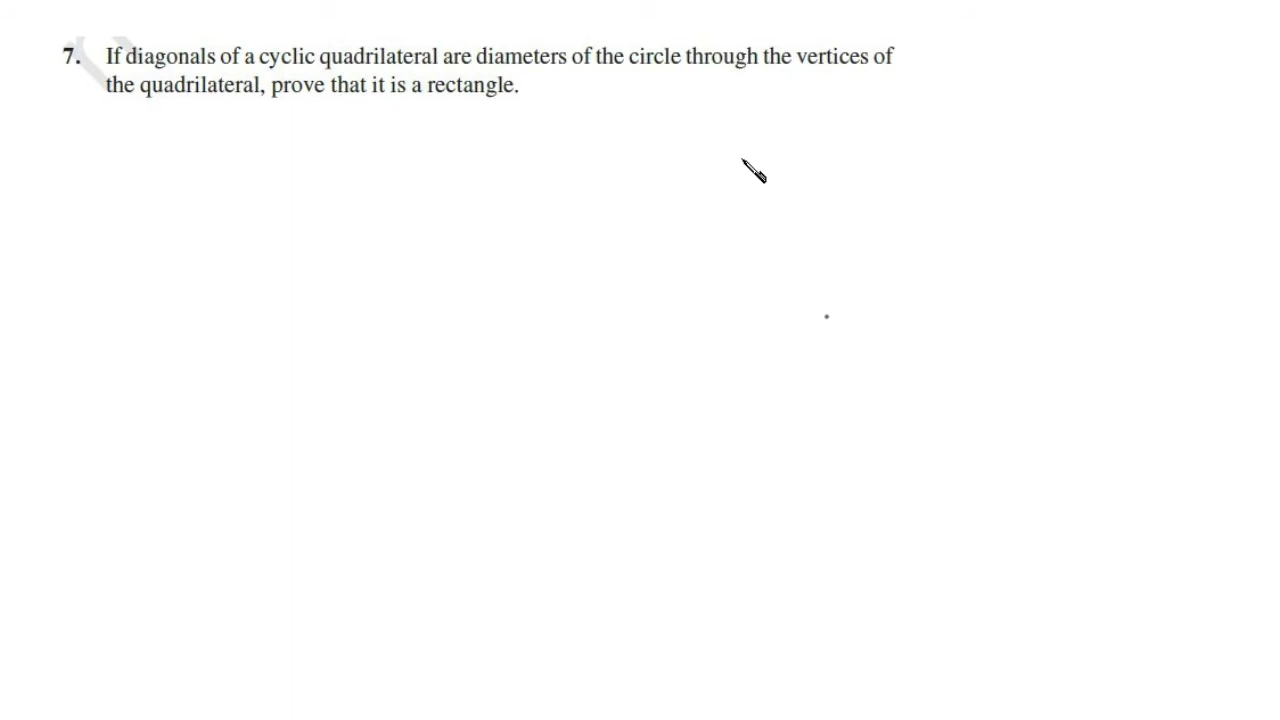 7. If diagonals of a cyclic quadrilateral are diameters of the circle through the vertices of
the quadrilateral, prove that it is a rectangle.